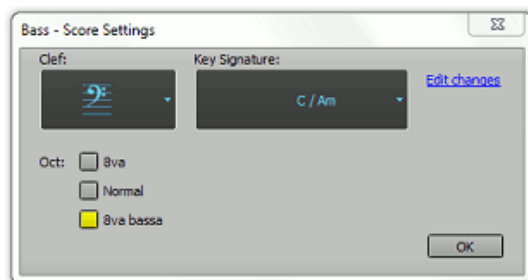 Bass - Score Settings
Clef: Key Signature:
C / Am
Edit changes
Oct: 8va
Normal
8va bassa
OK